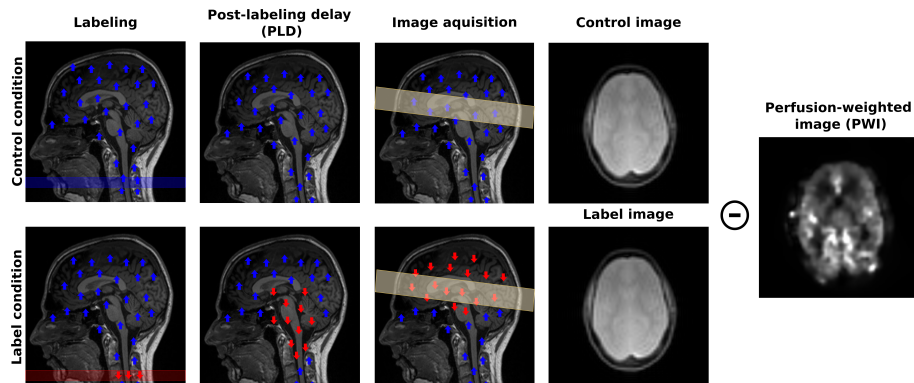 Labeling
Post-labeling delay
(PLD)
Image aquisition
Control image
Control condition
Perfusion-weighted
image (PWI)
Label image
Label condition